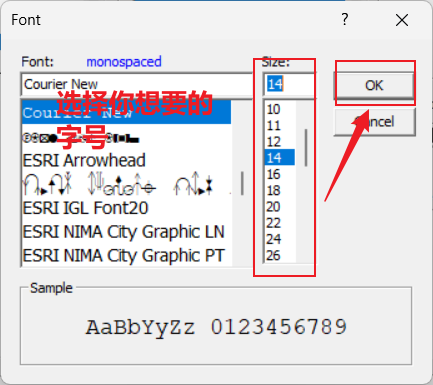 Font
Font: monospaced
Size:
Courier New
14
OK
Cancel
选择你想要的
字号
Courier New
ESRI Arrowhead
ESRI IGL Font20
ESRI NIMA City Graphic LN
ESRI NIMA City Graphic PT
10
11
12
14
16
18
20
22
24
26
Sample
AaBbYyZz 0123456789